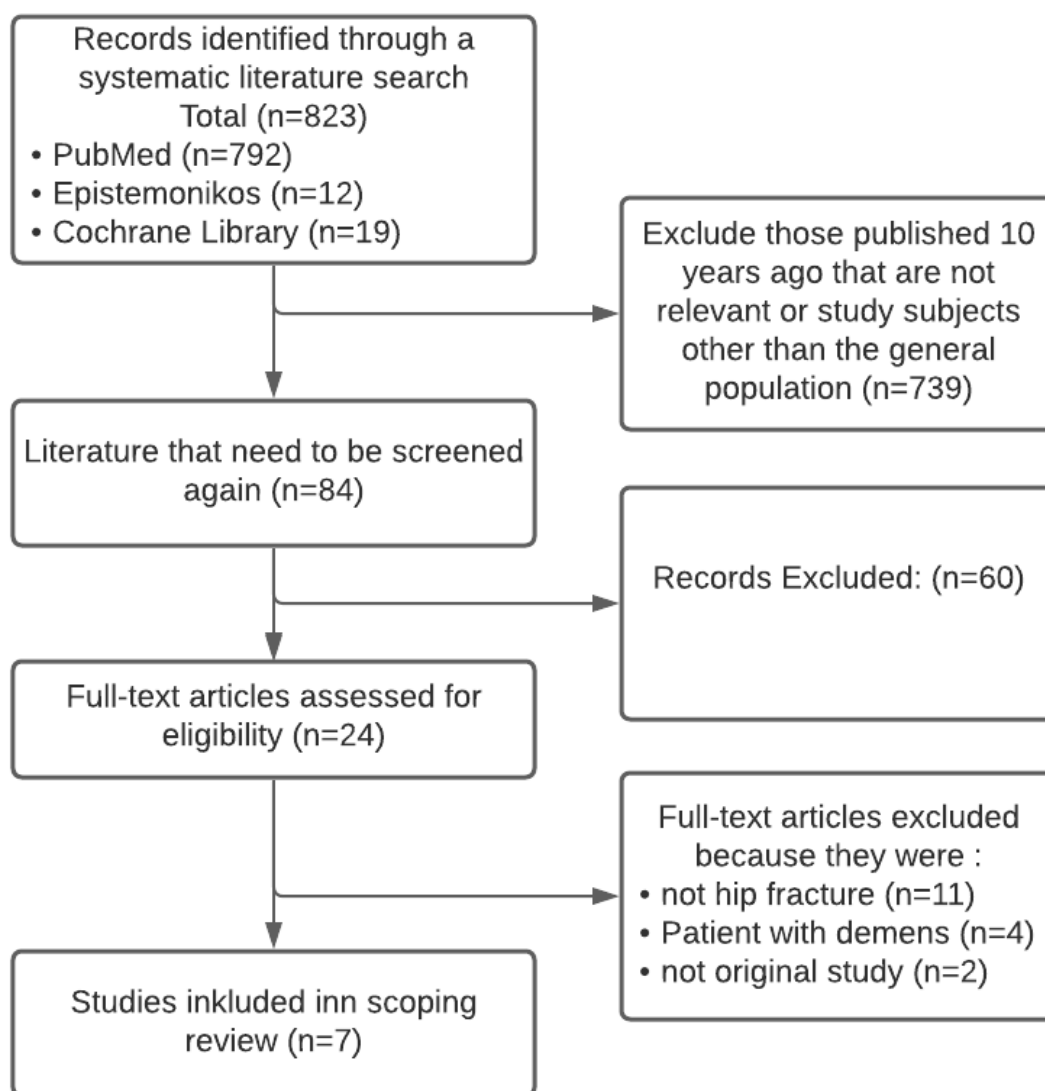 Records identified through a
systematic literature search
Total (n=823)
• PubMed (n=792)
• Epistemonikos (n=12)
• Cochrane Library (n=19)
Exclude those published 10
years ago that are not
relevant or study subjects
other than the general
population (n=739)
Literature that need to be screened
again (n=84)
Records Excluded: (n=60)
Full-text articles assessed for
eligibility (n=24)
Full-text articles excluded
because they were :
• not hip fracture (n=11)
• Patient with demens (n=4)
• not original study (n=2)
Studies inkluded inn scoping
review (n=7)